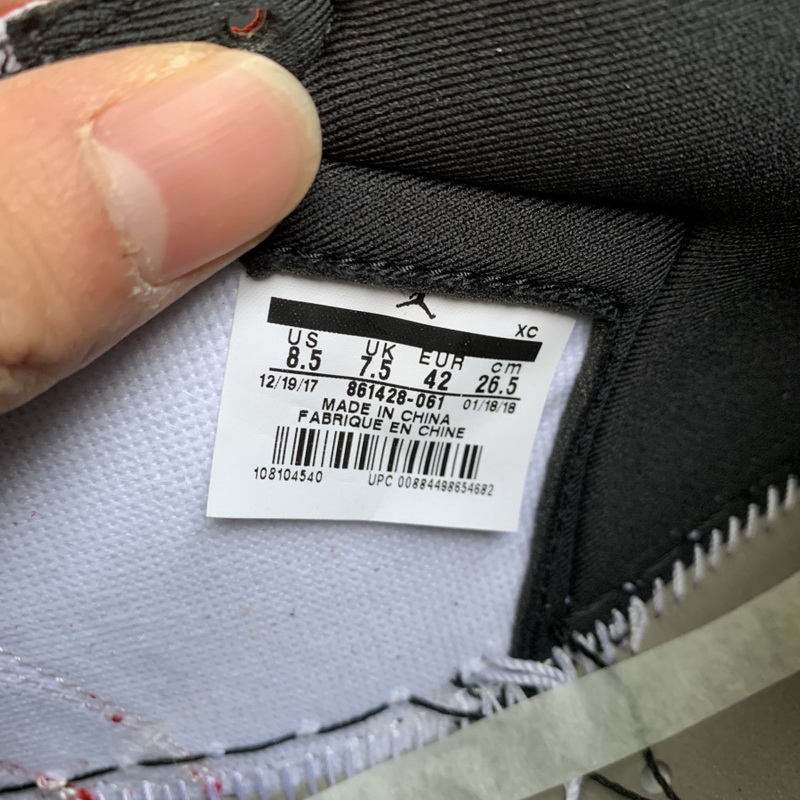 XC
US UK EUR cm
8.5 7.5 42 26.5
12/19/17 861428-061 01/18/18
MADE IN CHINA
FABRIQUE EN CHINE
108104540 UPC 00884498654682